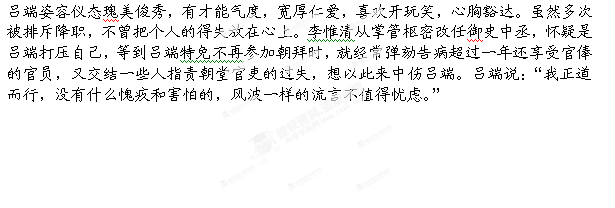 吕端姿容仪态瑰美俊秀，有才能气度，宽厚仁爱，喜欢开玩笑，心胸豁达。虽然多次
被排斥降职，不曾把个人的得失放在心上。李惟清从掌管枢密改任御史中丞，怀疑是
吕端打压自己，等到吕端特免不再参加朝拜时，就经常弹劾告病超过一年还享受官俸
的官员，又交结一些人指责朝堂官吏的过失，想以此来中伤吕端。吕端说：“我正道
而行，没有什么愧疚和害怕的，风波一样的流言不值得忧虑。”